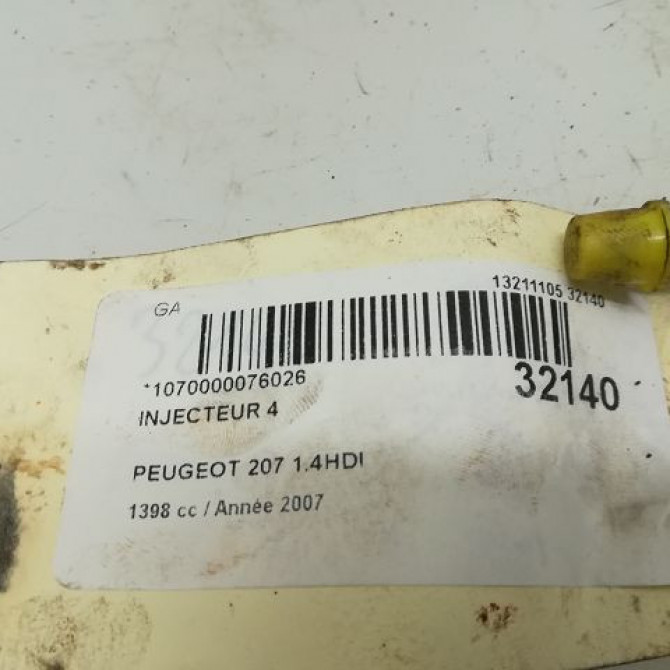 GA
13211105 32140
*1070000076026
32140
INJECTEUR 4
PEUGEOT 207 1.4HDI
1398 cc / Année 2007